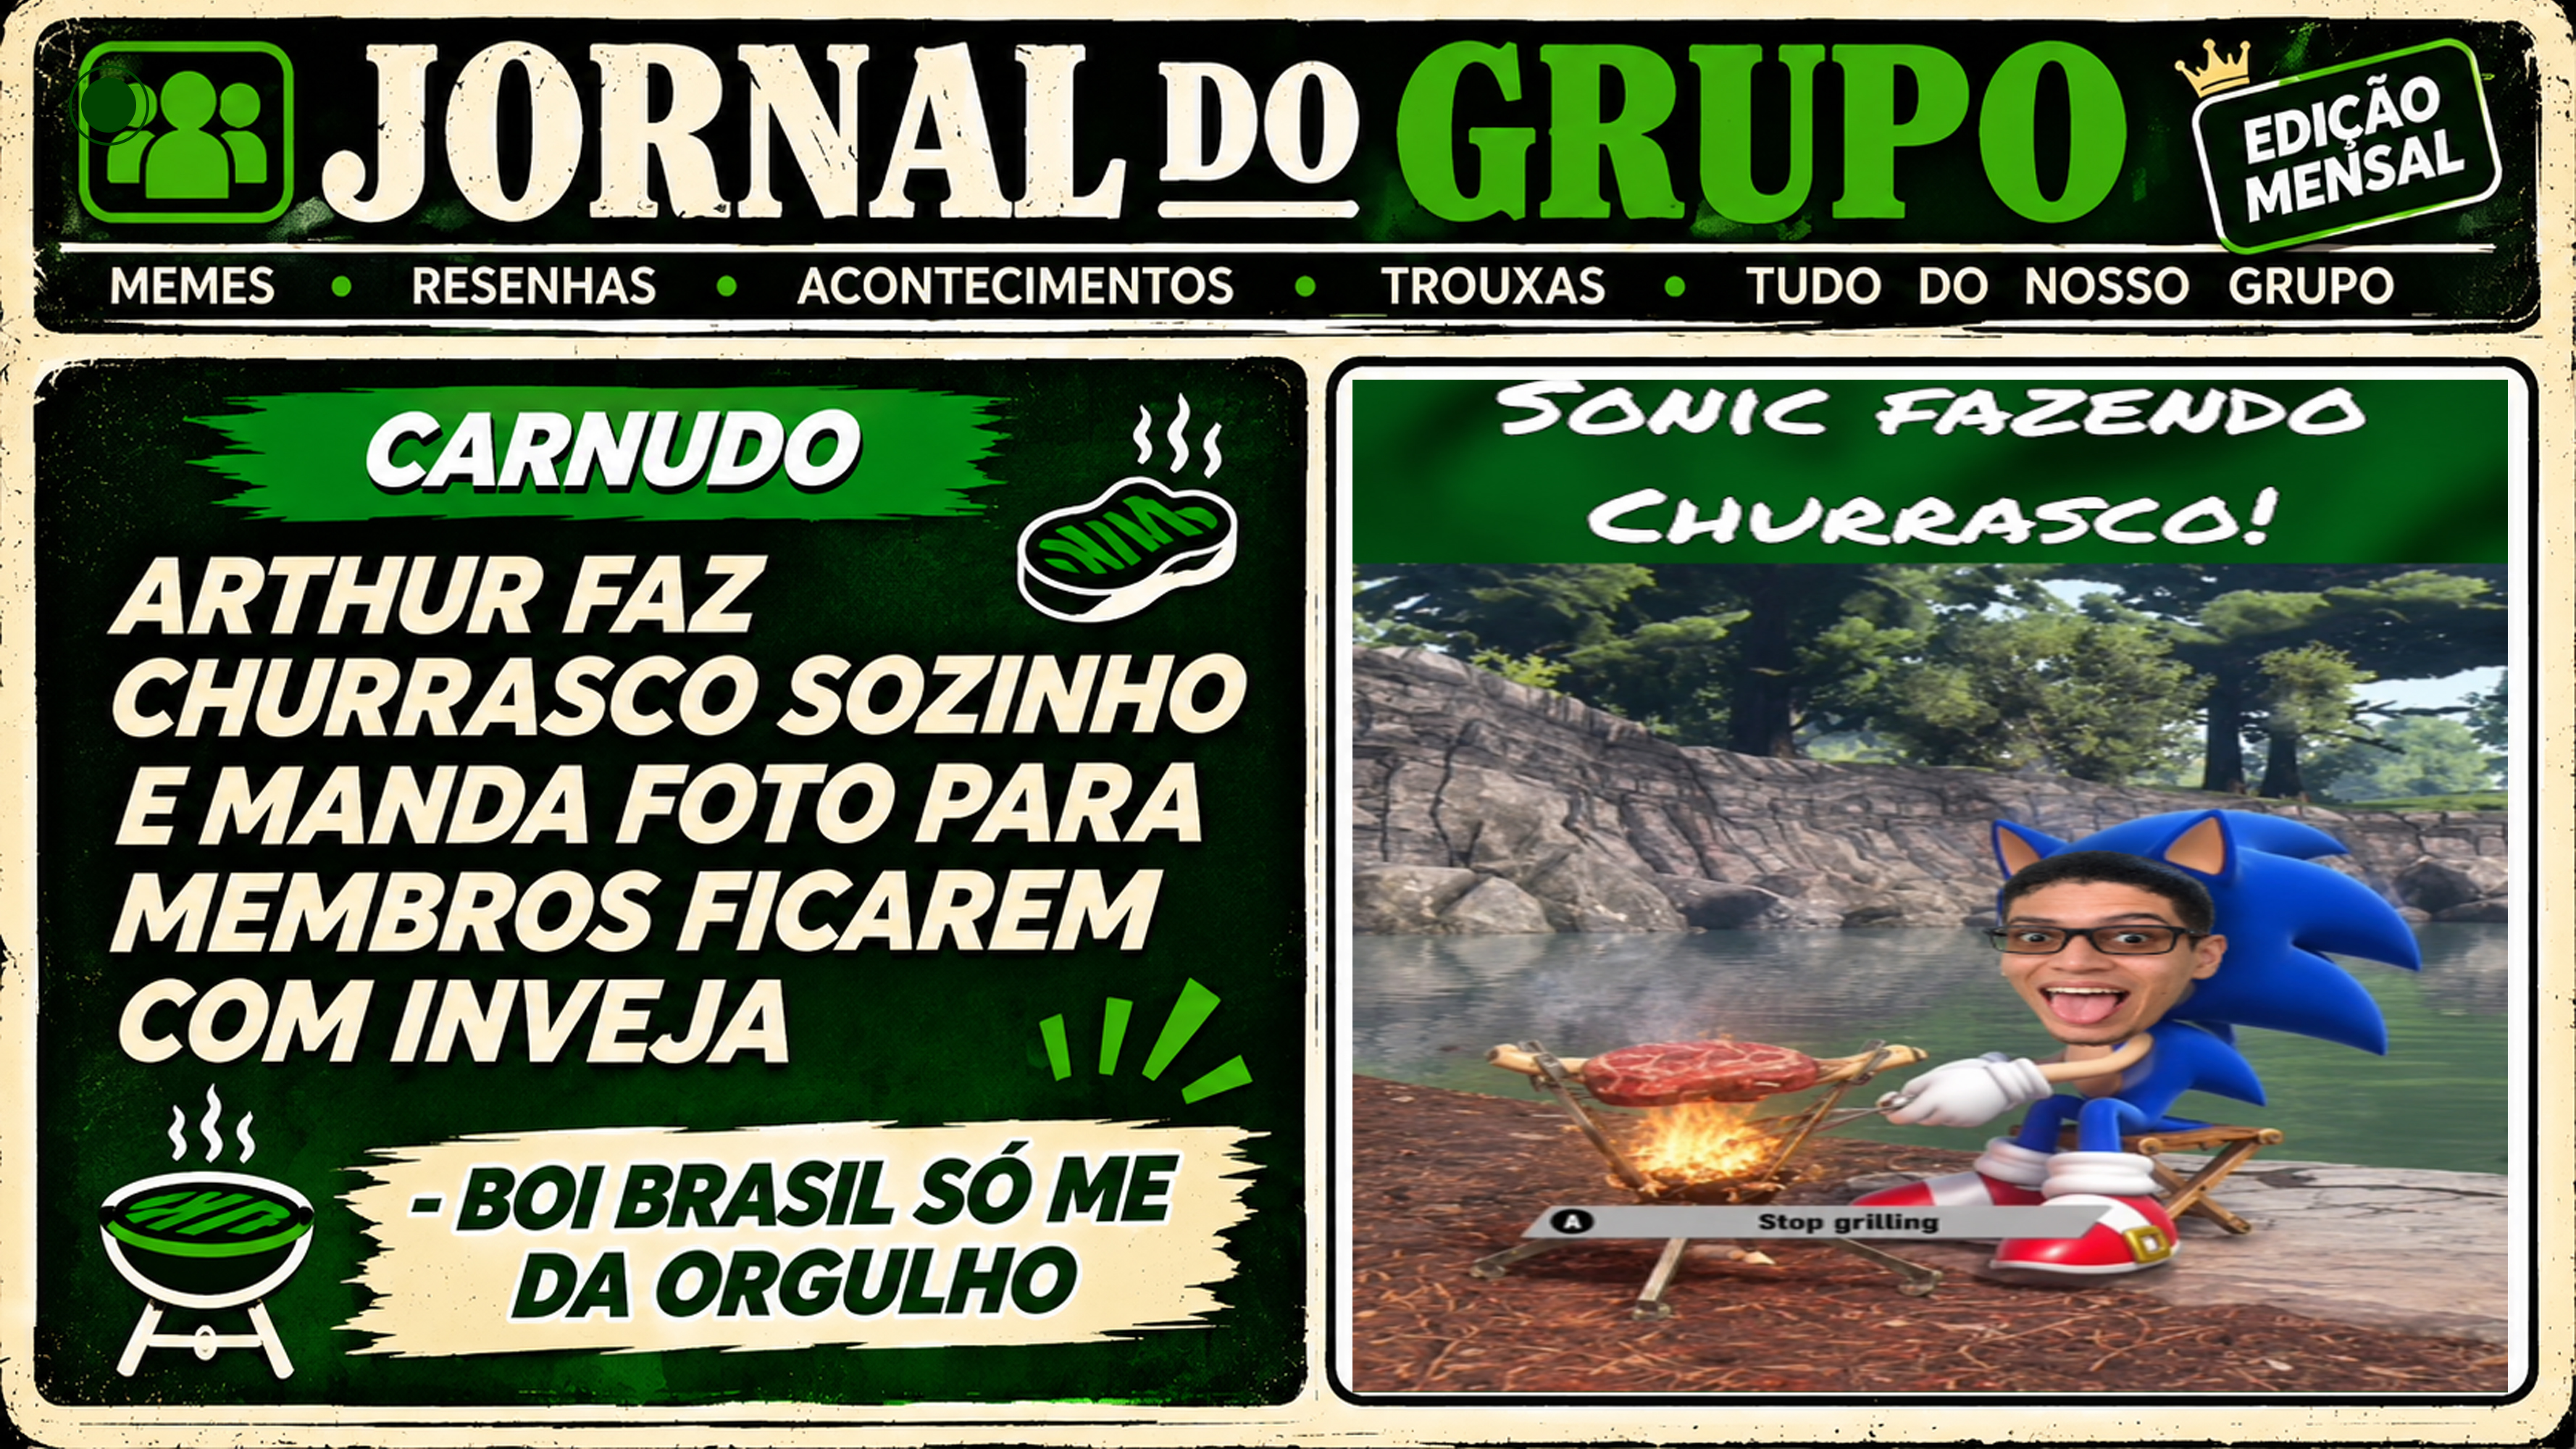 JORNAL DO GRUPO
EDIÇÃO
MENSAL
MEMES • RESENHAS • ACONTECIMENTOS • TROUXAS • TUDO DO NOSSO GRUPO
CARNUDO
ARTHUR FAZ
CHURRASCO SOZINHO
E MANDA FOTO PARA
MEMBROS FICAREM
COM INVEJA
- BOI BRASIL SÓ ME
DA ORGULHO
SONIC FAZENDO
CHURRASCO!
A Stop grilling